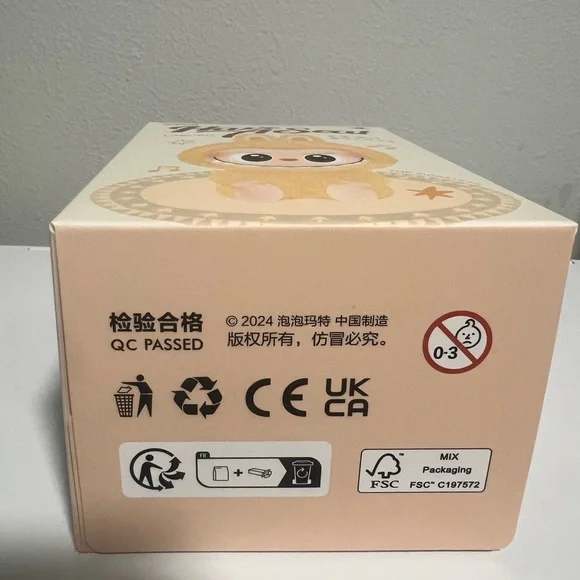 检验合格
QC PASSED
© 2024 泡泡玛特 中国制造
版权所有，仿冒必究。
0-3
CE
UK
CA
FR
+
FSC
MIX
Packaging
FSC™ C197572